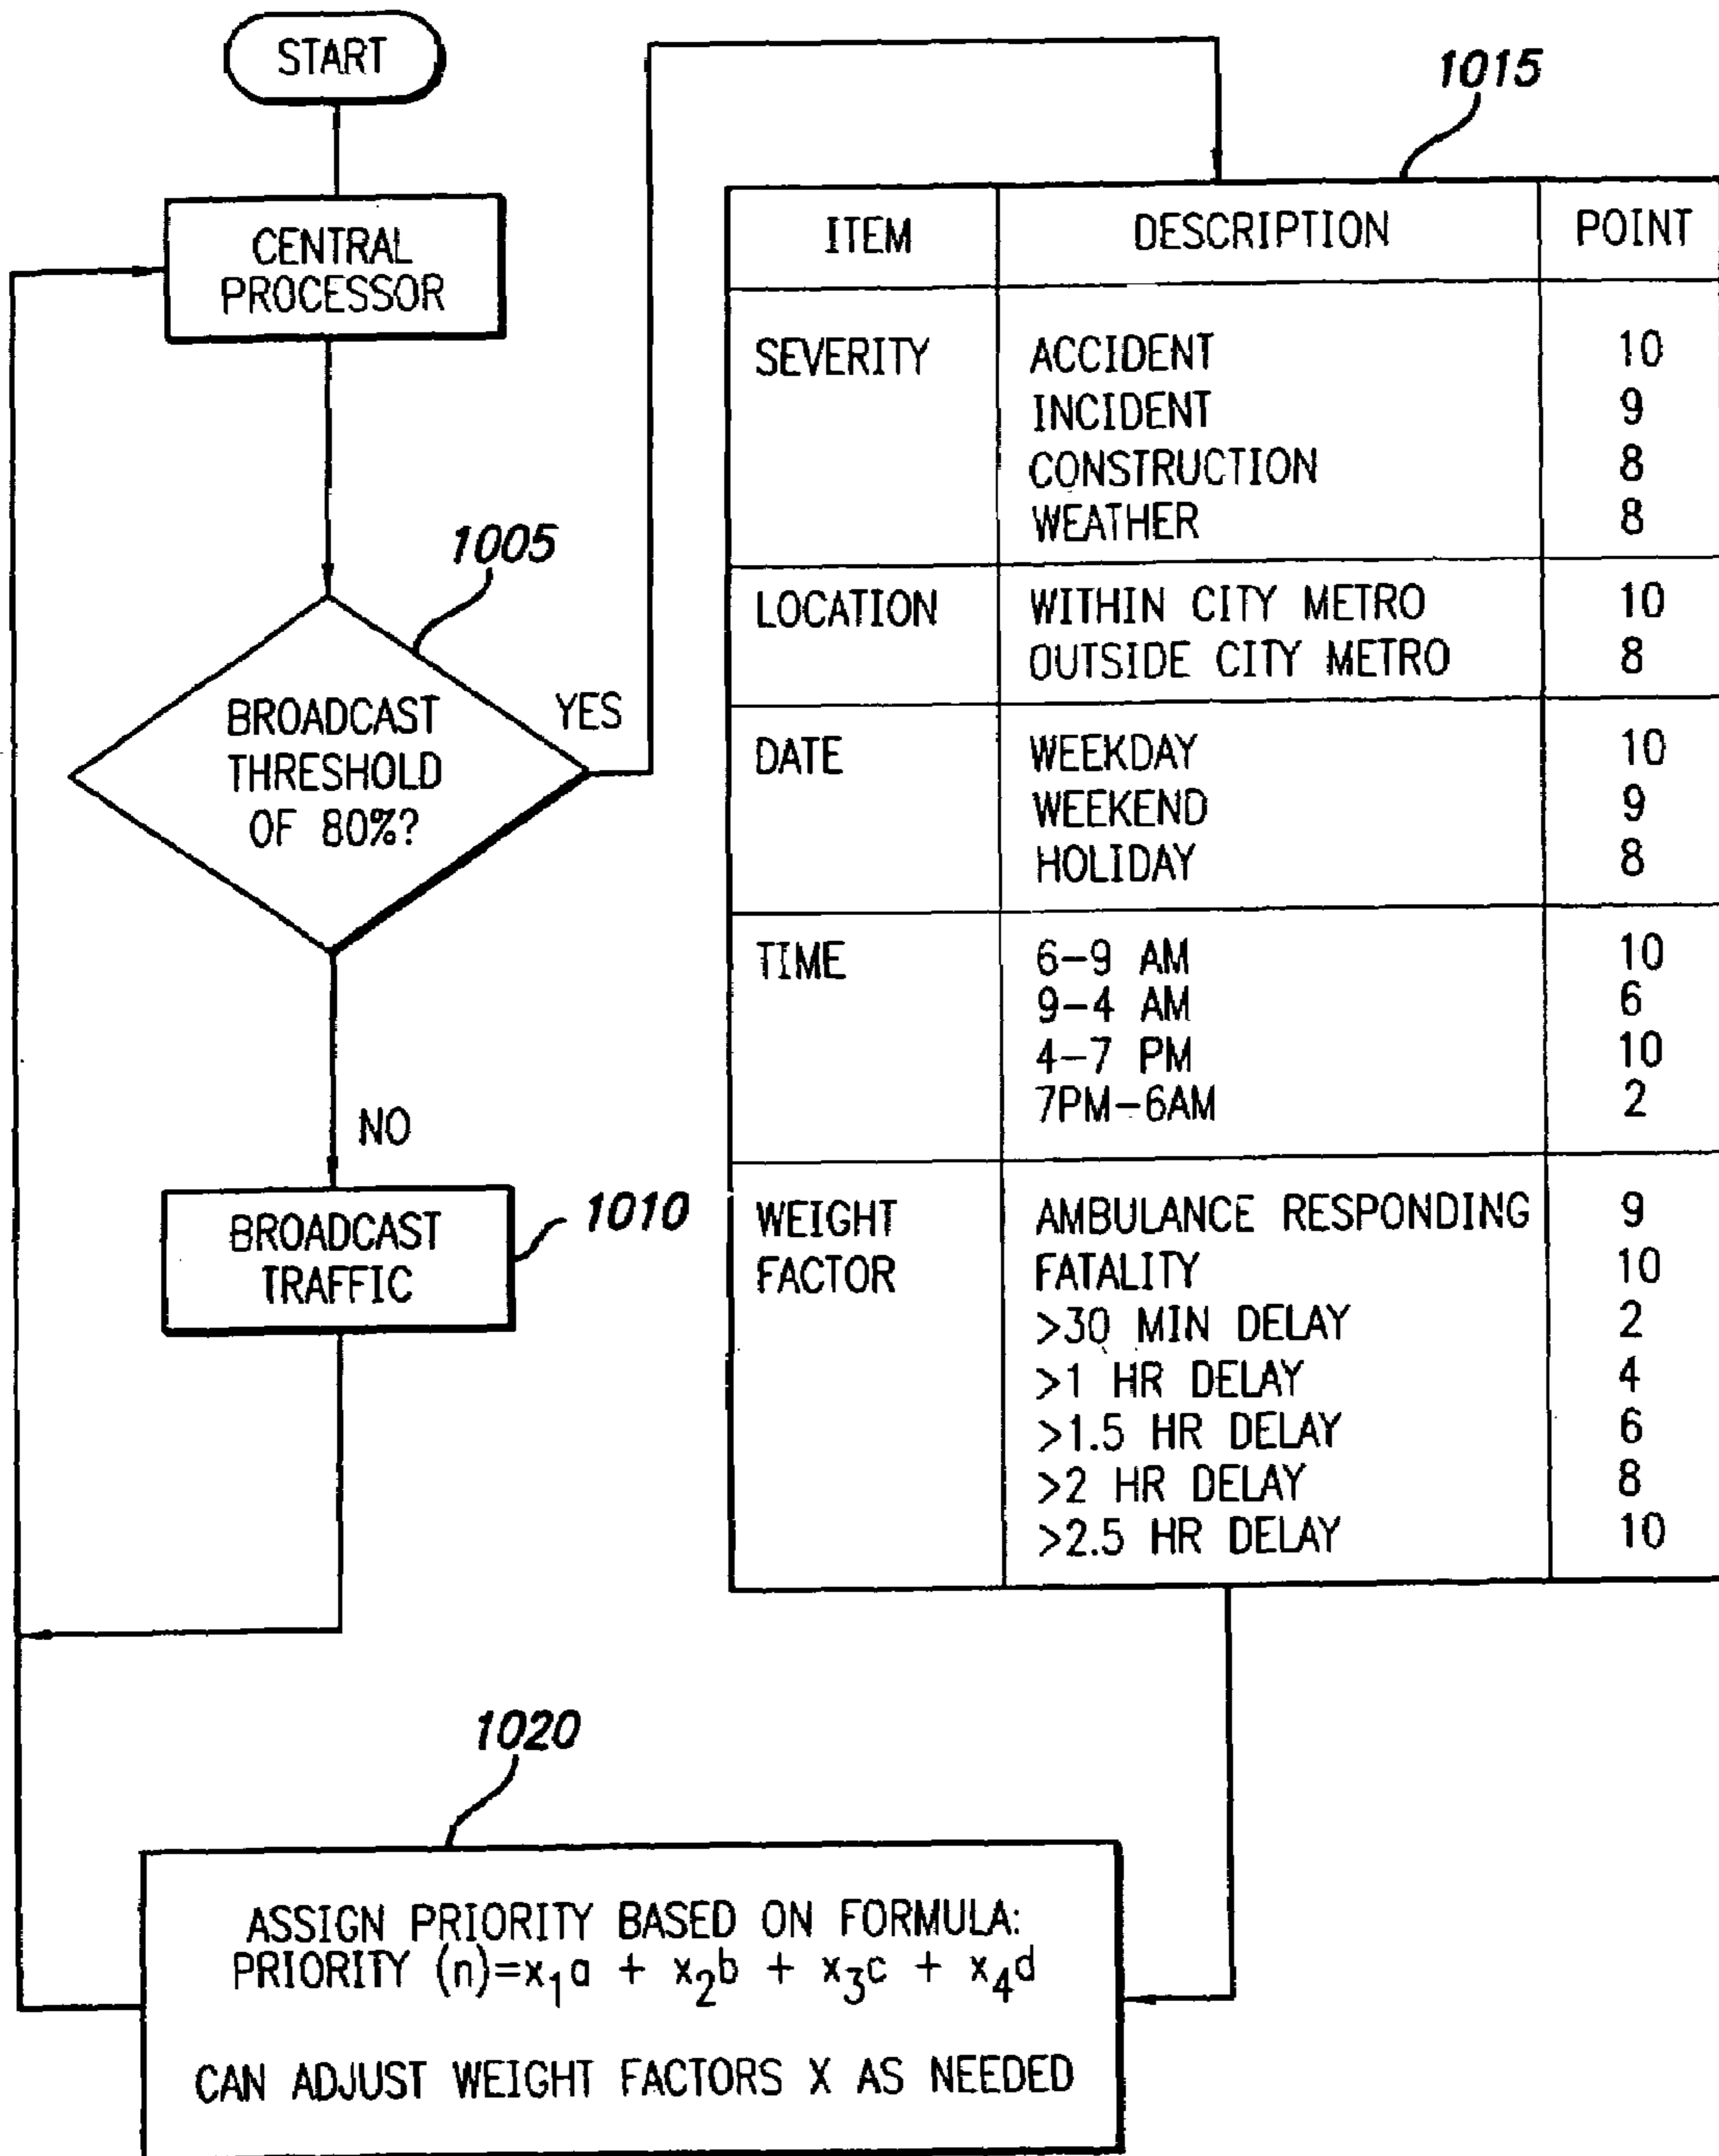 START
CENTRAL
PROCESSOR
1005
BROADCAST
THRESHOLD
OF 80%?
YES
NO
BROADCAST
TRAFFIC
1010
1015
ITEM DESCRIPTION POINT
SEVERITY ACCIDENT 10
INCIDENT 9
CONSTRUCTION 8
WEATHER 8
LOCATION WITHIN CITY METRO 10
OUTSIDE CITY METRO 8
DATE WEEKDAY 10
WEEKEND 9
HOLIDAY 8
TIME 6-9 AM 10
9-4 AM 6
4-7 PM 10
7PM-6AM 2
WEIGHT AMBULANCE RESPONDING 9
FACTOR FATALITY 10
>30 MIN DELAY 2
>1 HR DELAY 4
>1.5 HR DELAY 6
>2 HR DELAY 8
>2.5 HR DELAY 10
1020
ASSIGN PRIORITY BASED ON FORMULA:
PRIORITY (n)=x₁a + x₂b + x₃c + x₄d
CAN ADJUST WEIGHT FACTORS X AS NEEDED